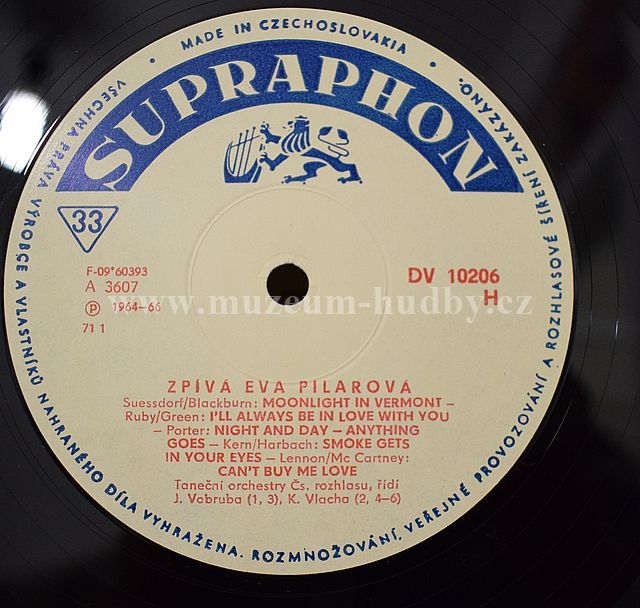 • MADE IN CZECHOSLOVAKIA •
SUPRAPHON
33
F-09*60393
A 3607
Ⓟ 1964—66
71 1
DV 10206
H
www.muzeum-hudby.cz
ZPÍVÁ EVA PILAROVÁ
Suessdorf/Blackburn: MOONLIGHT IN VERMONT —
Ruby/Green: I'LL ALWAYS BE IN LOVE WITH YOU
— Porter: NIGHT AND DAY — ANYTHING
GOES — Kern/Harbach: SMOKE GETS
IN YOUR EYES — Lennon/Mc Cartney:
CAN'T BUY ME LOVE
Taneční orchestry Čs. rozhlasu, řídí
J. Vobruba (1, 3), K. Vlacha (2, 4—6)
VŠECHNA PRÁVA VÝROBCE A VLASTNÍKŮ NAHRANÉHO DÍLA VYHRAŽENA. ROZMNOŽOVÁNÍ, VEŘEJNÉ PROVOZOVÁNÍ A ROZHLASOVÉ ŠÍŘENÍ ZAKÁZÁNO.